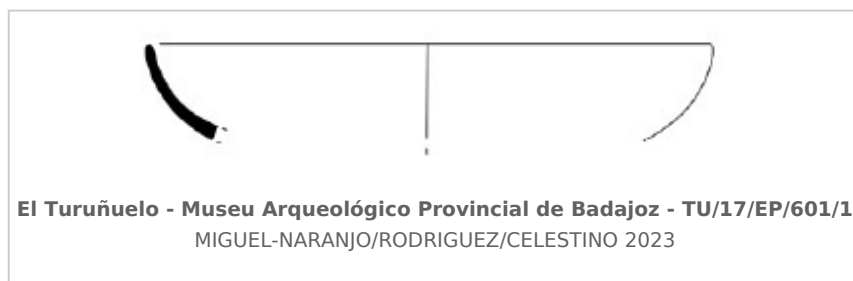 El Turuñuelo - Museu Arqueológico Provincial de Badajoz - TU/17/EP/601/1
MIGUEL-NARANJO/RODRIGUEZ/CELESTINO 2023